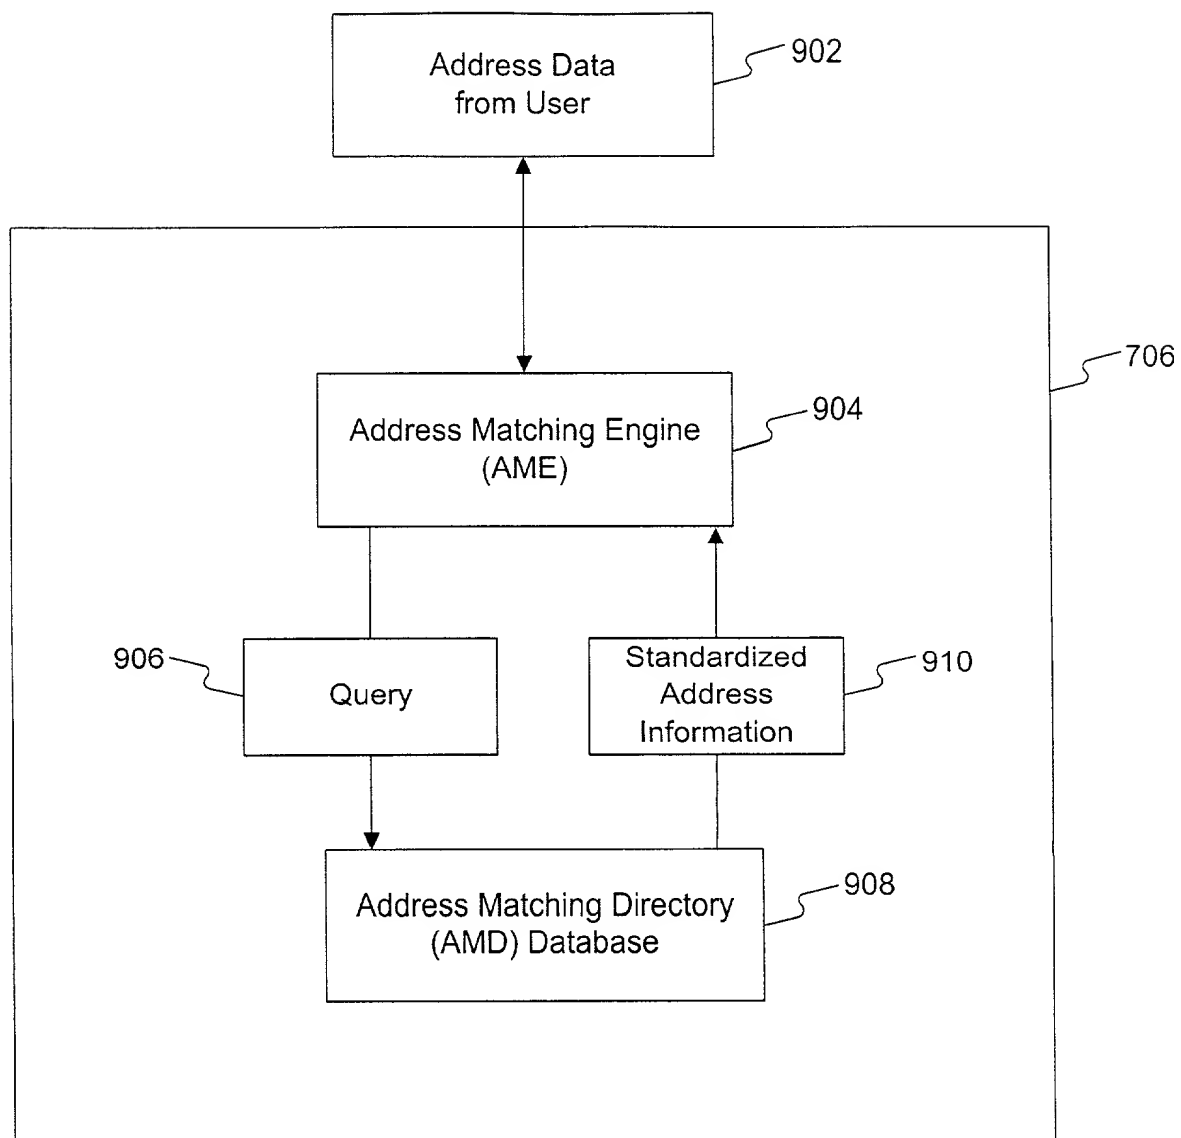 Address Data
from User
902
706
Address Matching Engine
(AME)
904
906
Query
Standardized
Address
Information
910
Address Matching Directory
(AMD) Database
908